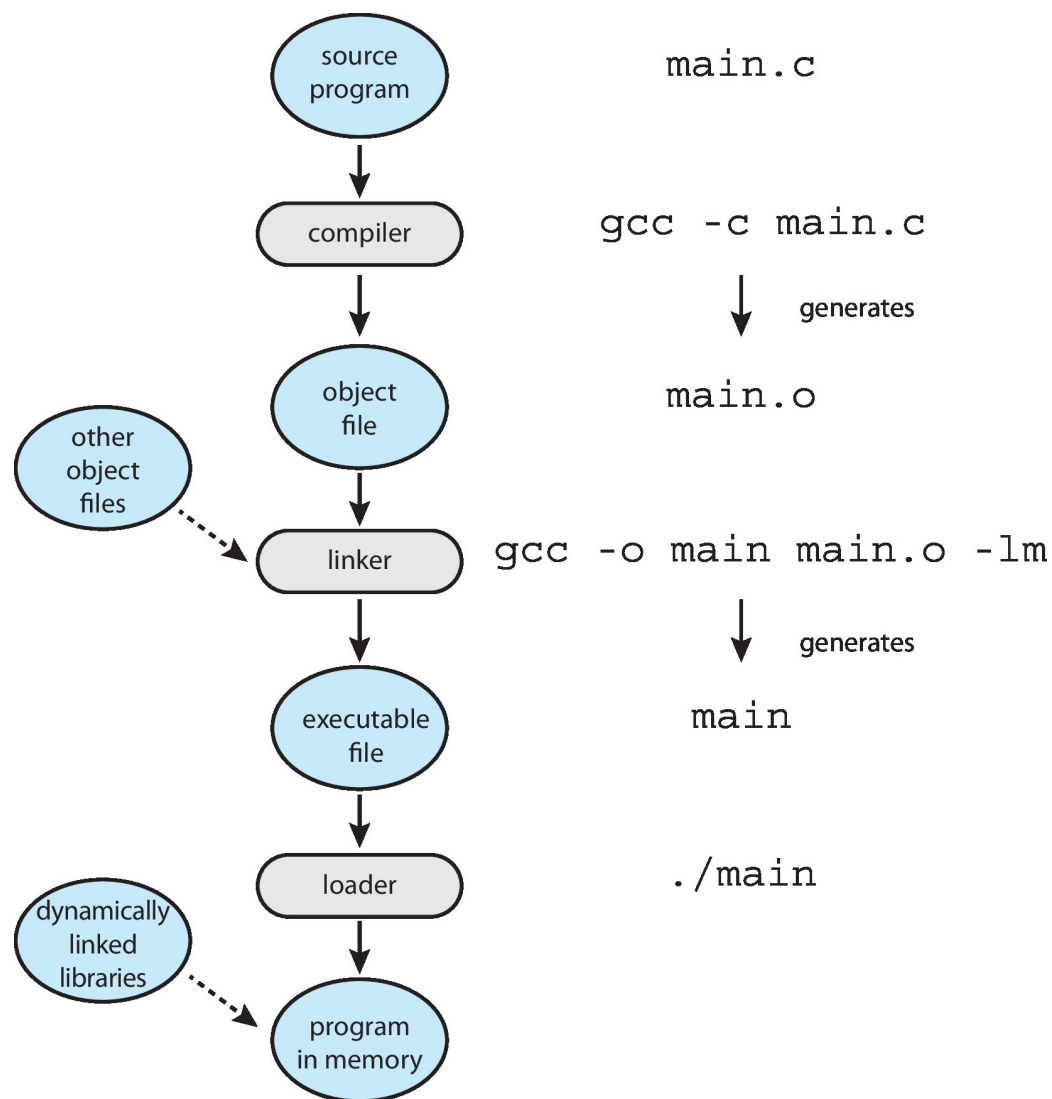 source
program
main.c
compiler
gcc -c main.c
generates
object
file
main.o
other
object
files
linker
gcc -o main main.o -lm
generates
executable
file
main
loader
./main
dynamically
linked
libraries
program
in memory